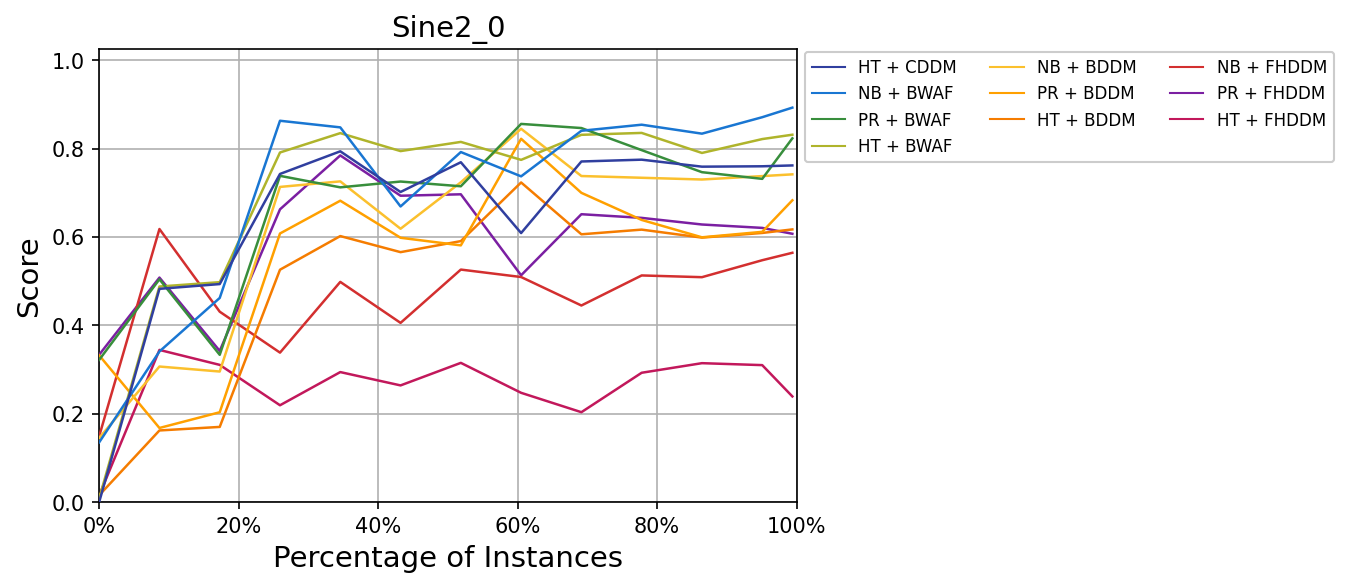 Sine2_0
1.0
0.8
0.6
0.4
0.2
0.0
Score
0%
20%
40%
60%
80%
100%
Percentage of Instances
HT + CDDM
NB + BWAF
PR + BWAF
HT + BWAF
NB + BDDM
PR + BDDM
HT + BDDM
NB + FHDDM
PR + FHDDM
HT + FHDDM